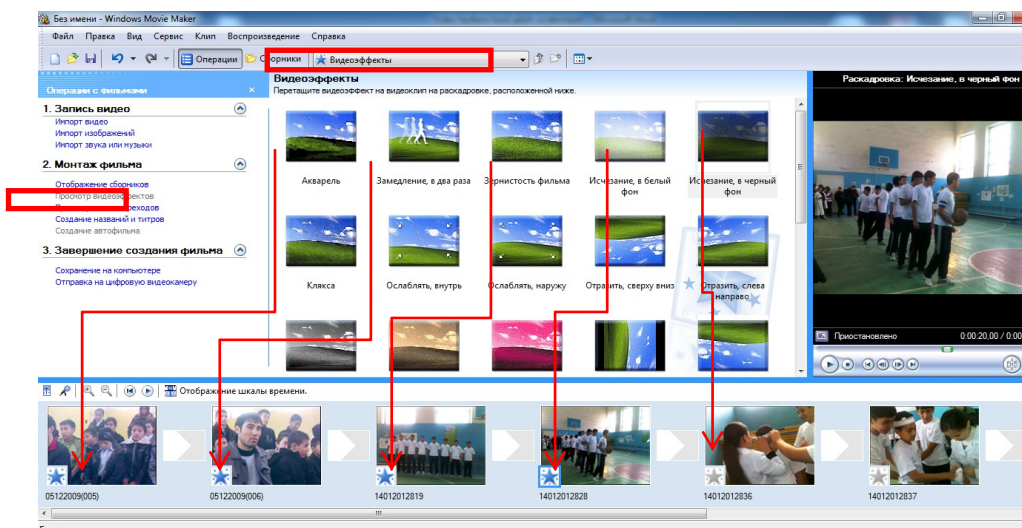 Без имени - Windows Movie Maker
Файл Правка Вид Сервис Клип Воспроизведение Справка
Операции Сборники Видеоэффекты
Операции с фильмами ×
1. Запись видео
Импорт видео
Импорт изображений
Импорт звука или музыки
2. Монтаж фильма
Отображение сборников
Просмотр видеоэффектов
Создание названий и титров
Создание автофильма
3. Завершение создания фильма
Сохранение на компьютере
Отправка на цифровую видеокамеру
Видеоэффекты
Перетащите видеоэффект на видеоклип на раскадровке, расположенной ниже.
Акварель
Замедление, в два раза
Зернистость фильма
Исчезание, в белый фон
Исчезание, в черный фон
Клякса
Ослаблять, внутрь
Ослаблять, наружу
Отразить, сверху вниз
Отразить, слева направо
Раскадровка: Исчезание, в черный фон
Приостановлено 0:00:20,00 / 0:00
Отображение шкалы времени.
05122009(005)
05122009(006)
14012012819
14012012828
14012012836
14012012837